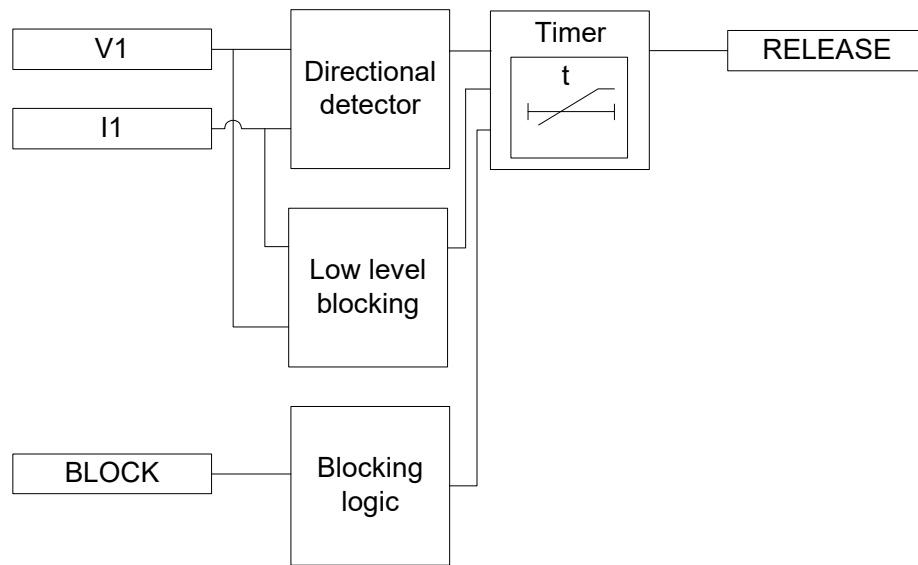 V1
I1
BLOCK
Directional
detector
Low level
blocking
Blocking
logic
Timer
t
RELEASE